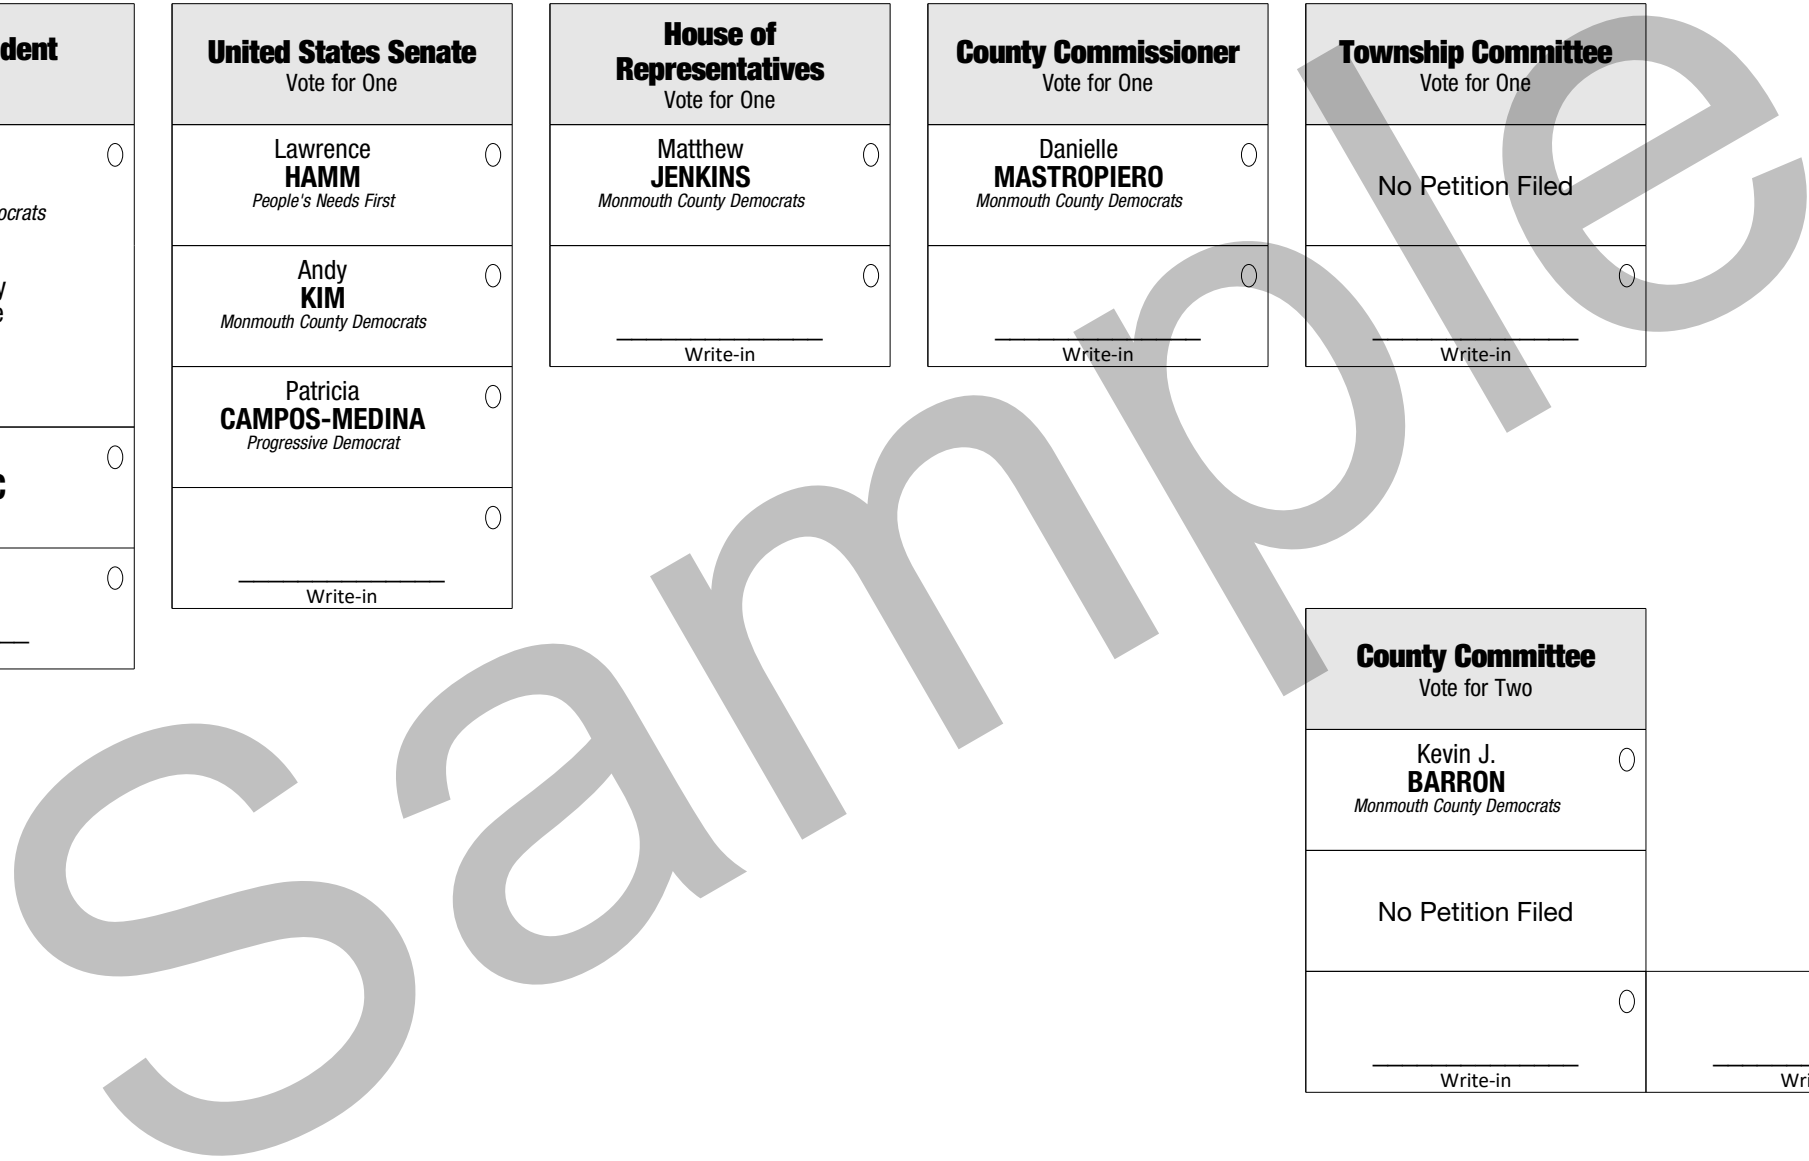 dent
ocrats
y
e
C
United States Senate
Vote for One
Lawrence
HAMM
People's Needs First
Andy
KIM
Monmouth County Democrats
Patricia
CAMPOS-MEDINA
Progressive Democrat
Write-in
House of
Representatives
Vote for One
Matthew
JENKINS
Monmouth County Democrats
Write-in
County Commissioner
Vote for One
Danielle
MASTROPIERO
Monmouth County Democrats
Write-in
Township Committee
Vote for One
No Petition Filed
Write-in
County Committee
Vote for Two
Kevin J.
BARRON
Monmouth County Democrats
No Petition Filed
Write-in
Wri
Sample